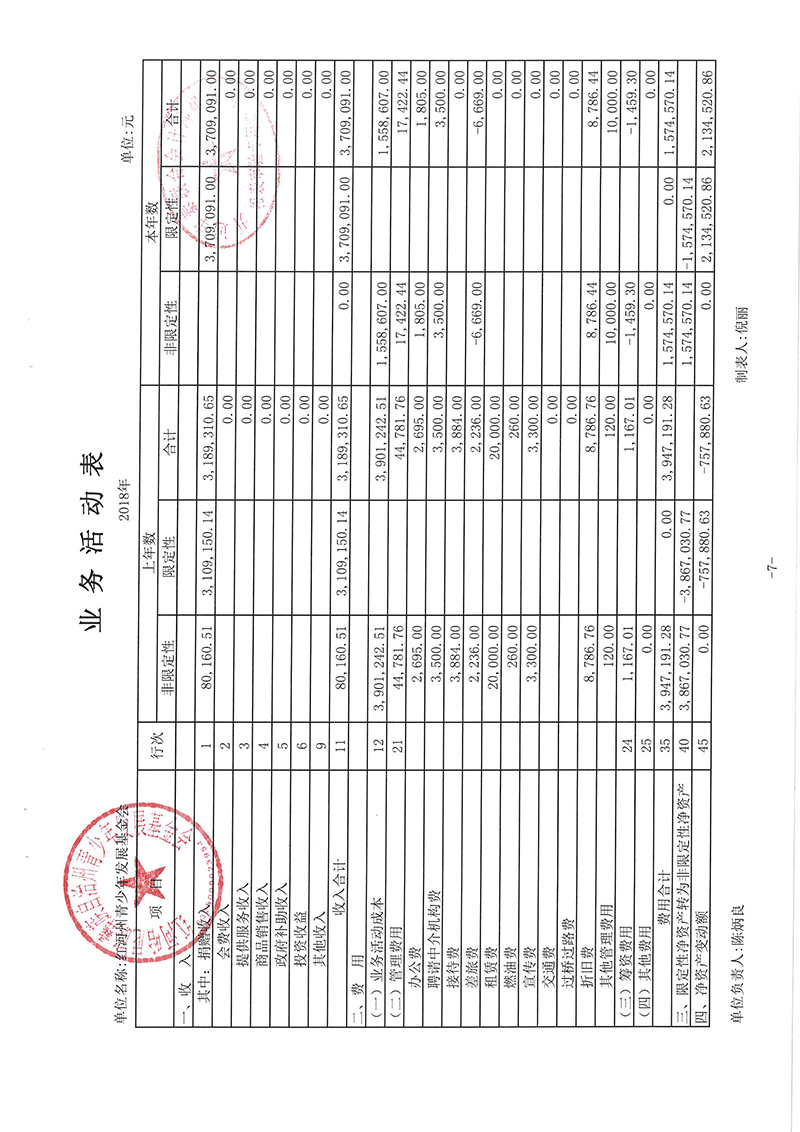 业务活动表
2018年
单位名称:红河州青少年发展基金会 单位:元
项 目 行次 上年数 本年数
非限定性 限定性 合计 非限定性 限定性 合计
一、收 入
其中: 捐赠收入 1 80,160.51 3,109,150.14 3,189,310.65 3,709,091.00 3,709,091.00
会费收入 2 0.00 0.00
提供服务收入 3 0.00 0.00
商品销售收入 4 0.00 0.00
政府补助收入 5 0.00 0.00
投资收益 6 0.00 0.00
其他收入 9 0.00 0.00
收入合计 11 80,160.51 3,109,150.14 3,189,310.65 0.00 3,709,091.00 3,709,091.00
二、费 用
(一)业务活动成本 12 3,901,242.51 3,901,242.51 1,558,607.00 1,558,607.00
(二)管理费用 21 44,781.76 44,781.76 17,422.44 17,422.44
办公费 2,695.00 2,695.00 1,805.00 1,805.00
聘请中介机构费 3,500.00 3,500.00 3,500.00 3,500.00
接待费 3,884.00 3,884.00 0.00
差旅费 2,236.00 2,236.00 -6,669.00 -6,669.00
租赁费 20,000.00 20,000.00 0.00
燃油费 260.00 260.00 0.00
宣传费 3,300.00 3,300.00 0.00
交通费 0.00 0.00
过桥过路费 0.00 0.00
折旧费 8,786.76 8,786.76 8,786.44 8,786.44
其他管理费用 120.00 120.00 10,000.00 10,000.00
(三)筹资费用 24 1,167.01 1,167.01 -1,459.30 -1,459.30
(四)其他费用 25 0.00 0.00 0.00 0.00
费用合计 35 3,947,191.28 0.00 3,947,191.28 1,574,570.14 0.00 1,574,570.14
三、限定性净资产转为非限定性净资产 40 3,867,030.77 -3,867,030.77 1,574,570.14 -1,574,570.14
四、净资产变动额 45 0.00 -757,880.63 -757,880.63 0.00 2,134,520.86 2,134,520.86
单位负责人:陈炳良 制表人:倪丽
-7-